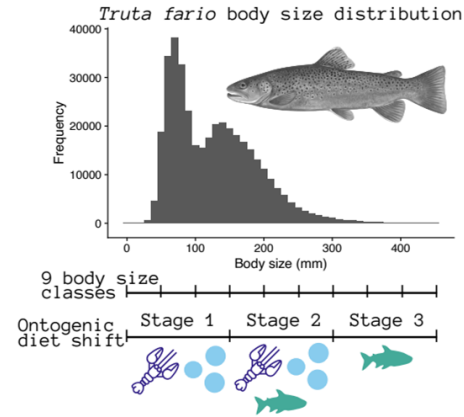 Truta fario body size distribution
40000
30000
20000
10000
0
Frequency
0 100 200 300 400
Body size (mm)
9 body size
classes
Ontogenic
diet shift
Stage 1 Stage 2 Stage 3